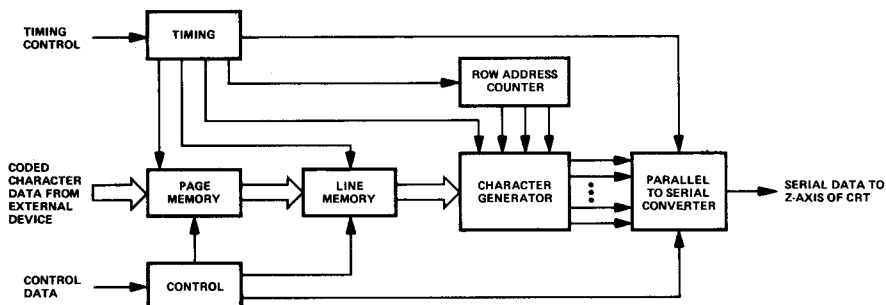 TIMING
CONTROL
TIMING
ROW ADDRESS
COUNTER
CODED
CHARACTER
DATA FROM
EXTERNAL
DEVICE
PAGE
MEMORY
LINE
MEMORY
CHARACTER
GENERATOR
PARALLEL
TO SERIAL
CONVERTER
SERIAL DATA TO
Z-AXIS OF CRT
CONTROL
DATA
CONTROL